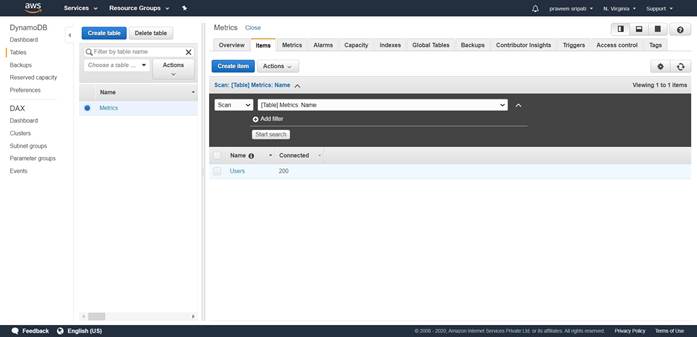 aws
Services
Resource Groups
praveen sripati
N. Virginia
Support
DynamoDB
Dashboard
Tables
Backups
Reserved capacity
Preferences
DAX
Dashboard
Clusters
Subnet groups
Parameter groups
Events
Create table
Delete table
Filter by table name
Choose a table ...
Actions
Name
Metrics
Metrics Close
Overview Items Metrics Alarms Capacity Indexes Global Tables Backups Contributor Insights Triggers Access control Tags
Create item
Actions
Scan: [Table] Metrics: Name
Viewing 1 to 1 items
Scan
[Table] Metrics: Name
Add filter
Start search
Name Connected
Users 200
Feedback
English (US)
© 2008 - 2020, Amazon Internet Services Private Ltd. or its affiliates. All rights reserved.
Privacy Policy
Terms of Use